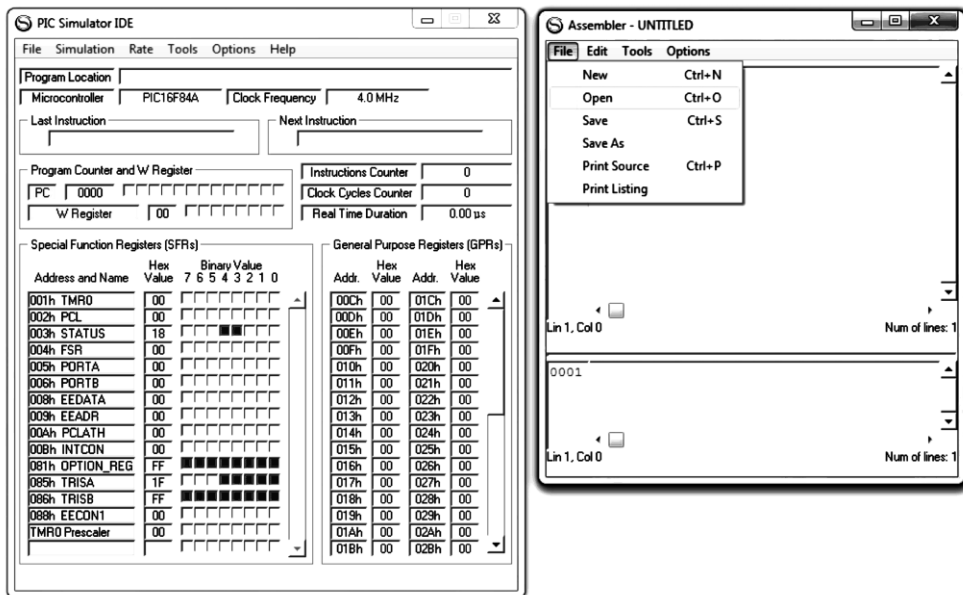 PIC Simulator IDE
File Simulation Rate Tools Options Help
Program Location
Microcontroller PIC16F84A Clock Frequency 4.0 MHz
Last Instruction Next Instruction
Program Counter and W Register
PC 0000
W Register 00
Instructions Counter 0
Clock Cycles Counter 0
Real Time Duration 0.00 µs
Special Function Registers (SFRs)
Address and Name Hex Value Binary Value 7 6 5 4 3 2 1 0
001h TMR0 00
002h PCL 00
003h STATUS 18
004h FSR 00
005h PORTA 00
006h PORTB 00
008h EEDATA 00
009h EEADR 00
00Ah PCLATH 00
00Bh INTCON 00
081h OPTION_REG FF
085h TRISA 1F
086h TRISB FF
088h EECON1 00
TMR0 Prescaler 00
General Purpose Registers (GPRs)
Addr. Hex Value Addr. Hex Value
00Ch 00 01Ch 00
00Dh 00 01Dh 00
00Eh 00 01Eh 00
00Fh 00 01Fh 00
010h 00 020h 00
011h 00 021h 00
012h 00 022h 00
013h 00 023h 00
014h 00 024h 00
015h 00 025h 00
016h 00 026h 00
017h 00 027h 00
018h 00 028h 00
019h 00 029h 00
01Ah 00 02Ah 00
01Bh 00 02Bh 00
Assembler - UNTITLED
File Edit Tools Options
New Ctrl+N
Open Ctrl+O
Save Ctrl+S
Save As
Print Source Ctrl+P
Print Listing
Lin 1, Col 0 Num of lines: 1
0001
Lin 1, Col 0 Num of lines: 1